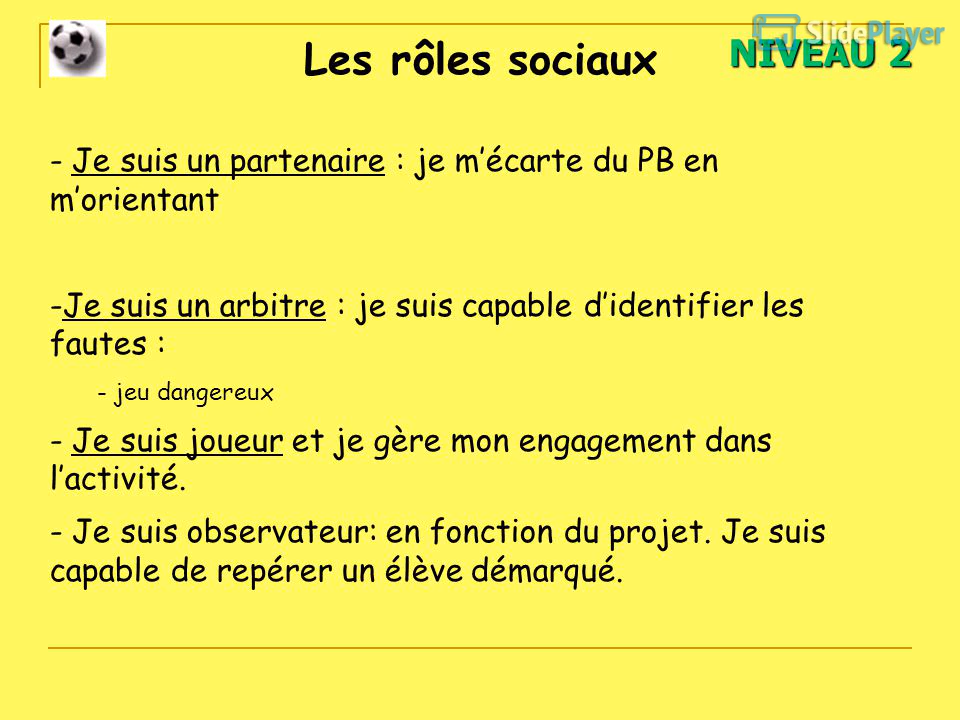 SlidePlayer
Les rôles sociaux
NIVEAU 2
- Je suis un partenaire : je m’écarte du PB en
m’orientant
-Je suis un arbitre : je suis capable d’identifier les
fautes :
- jeu dangereux
- Je suis joueur et je gère mon engagement dans
l’activité.
- Je suis observateur: en fonction du projet. Je suis
capable de repérer un élève démarqué.